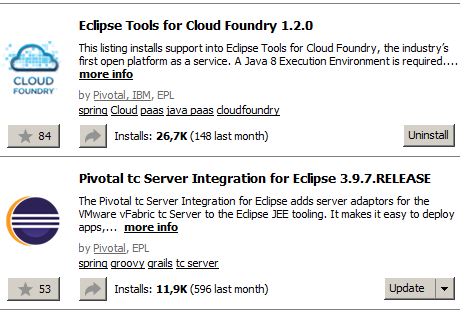 Eclipse Tools for Cloud Foundry 1.2.0
This listing installs support into Eclipse Tools for Cloud Foundry, the industry's
first open platform as a service. A Java 8 Execution Environment is required....
more info
CLOUD
FOUNDRY
by Pivotal, IBM, EPL
spring Cloud paas java paas cloudfoundry
84 Installs: 26,7K (148 last month) Uninstall
Pivotal tc Server Integration for Eclipse 3.9.7.RELEASE
The Pivotal tc Server Integration for Eclipse adds server adaptors for the
VMware vFabric tc Server to the Eclipse JEE tooling. It makes it easy to deploy
apps,... more info
by Pivotal, EPL
spring groovy grails tc server
53 Installs: 11,9K (596 last month) Update